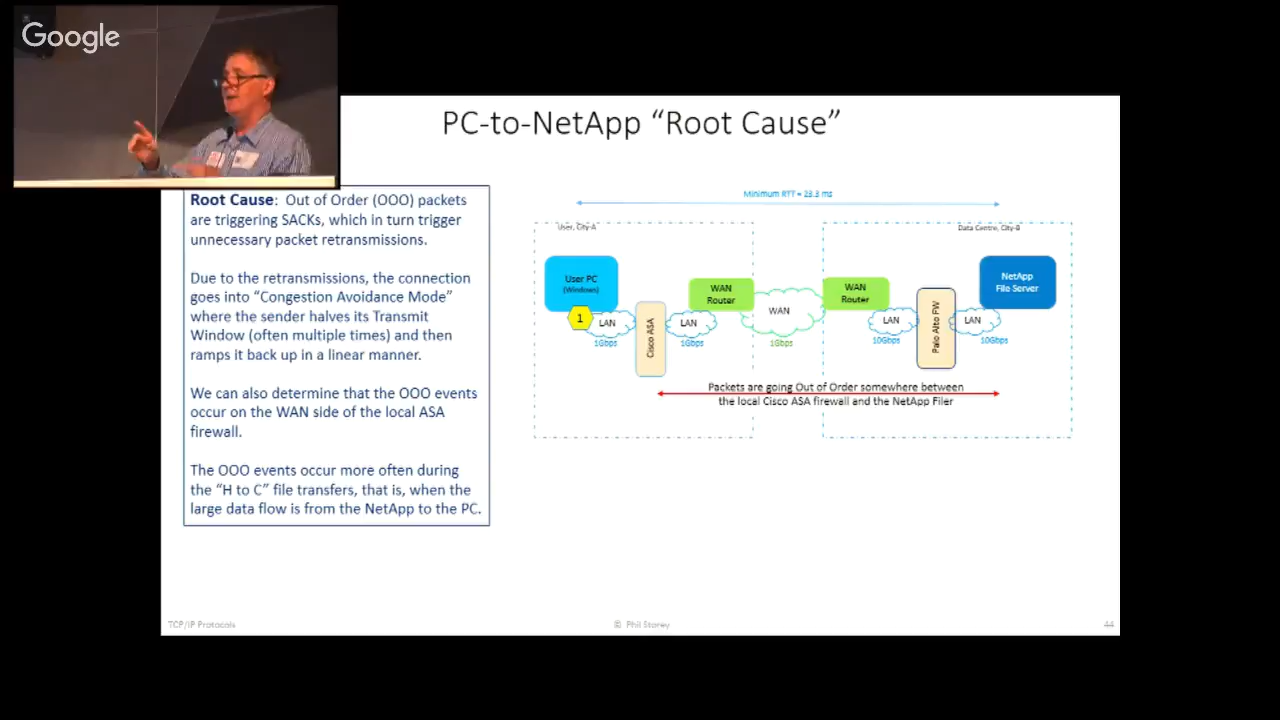 Google
PC-to-NetApp “Root Cause”
Root Cause: Out of Order (OOO) packets
are triggering SACKs, which in turn trigger
unnecessary packet retransmissions.
Due to the retransmissions, the connection
goes into “Congestion Avoidance Mode”
where the sender halves its Transmit
Window (often multiple times) and then
ramps it back up in a linear manner.
We can also determine that the OOO events
occur on the WAN side of the local ASA
firewall.
The OOO events occur more often during
the “H to C” file transfers, that is, when the
large data flow is from the NetApp to the PC.
Minimum RTT = 23.3 ms
User, City-A
Data Centre, City-B
User PC
(Windows)
1
LAN
1Gbps
Cisco ASA
LAN
1Gbps
WAN
Router
WAN
1Gbps
WAN
Router
LAN
10Gbps
Palo Alto FW
LAN
10Gbps
NetApp
File Server
Packets are going Out of Order somewhere between
the local Cisco ASA firewall and the NetApp Filer
TCP/IP Protocols
© Phil Storey
44